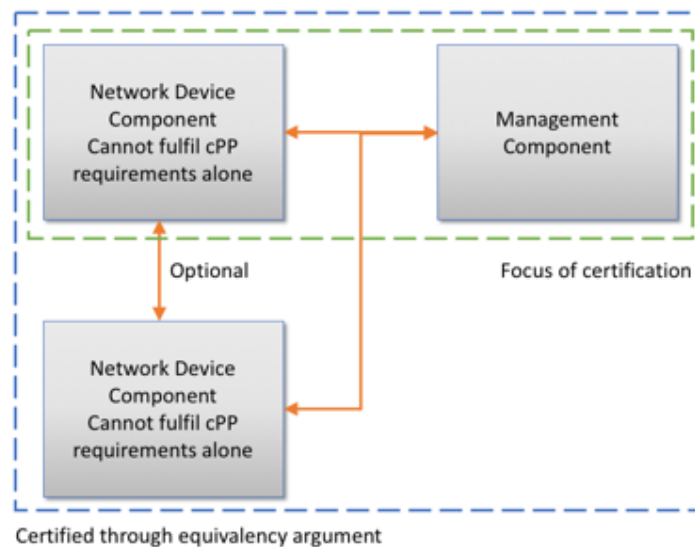 Network Device
Component
Cannot fulfil cPP
requirements alone
Management
Component
Optional
Focus of certification
Network Device
Component
Cannot fulfil cPP
requirements alone
Certified through equivalency argument